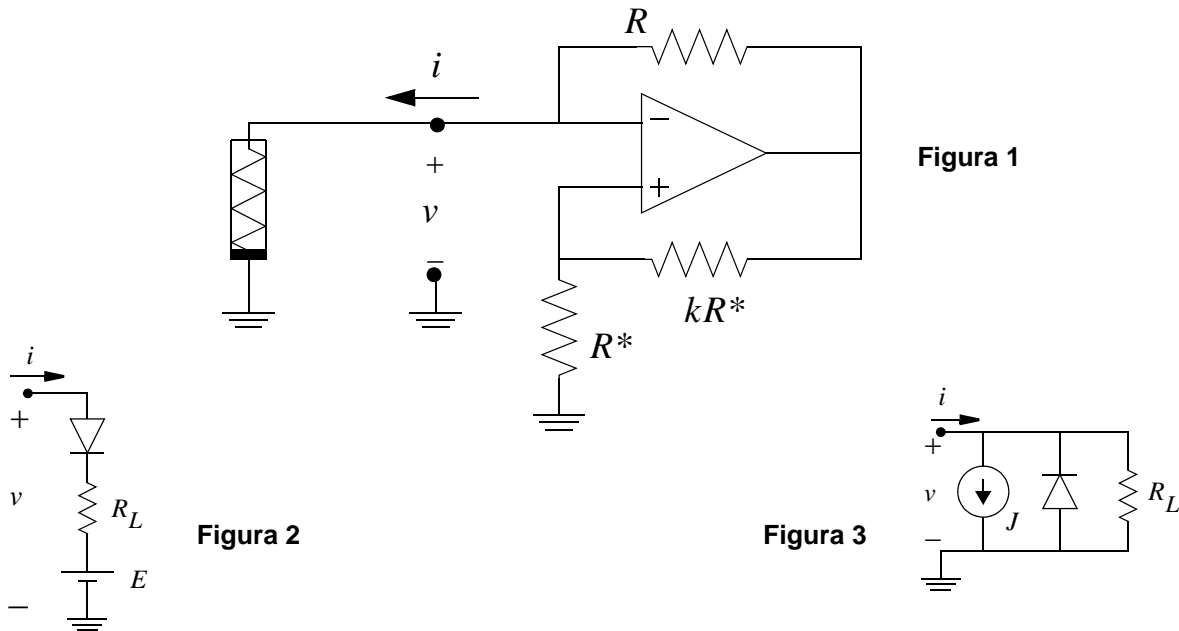 R
i
+
v
−
−
+
Figura 1
kR*
R*
i
+
v
−
R_L
E
Figura 2
Figura 3
i
+
v
−
J
R_L